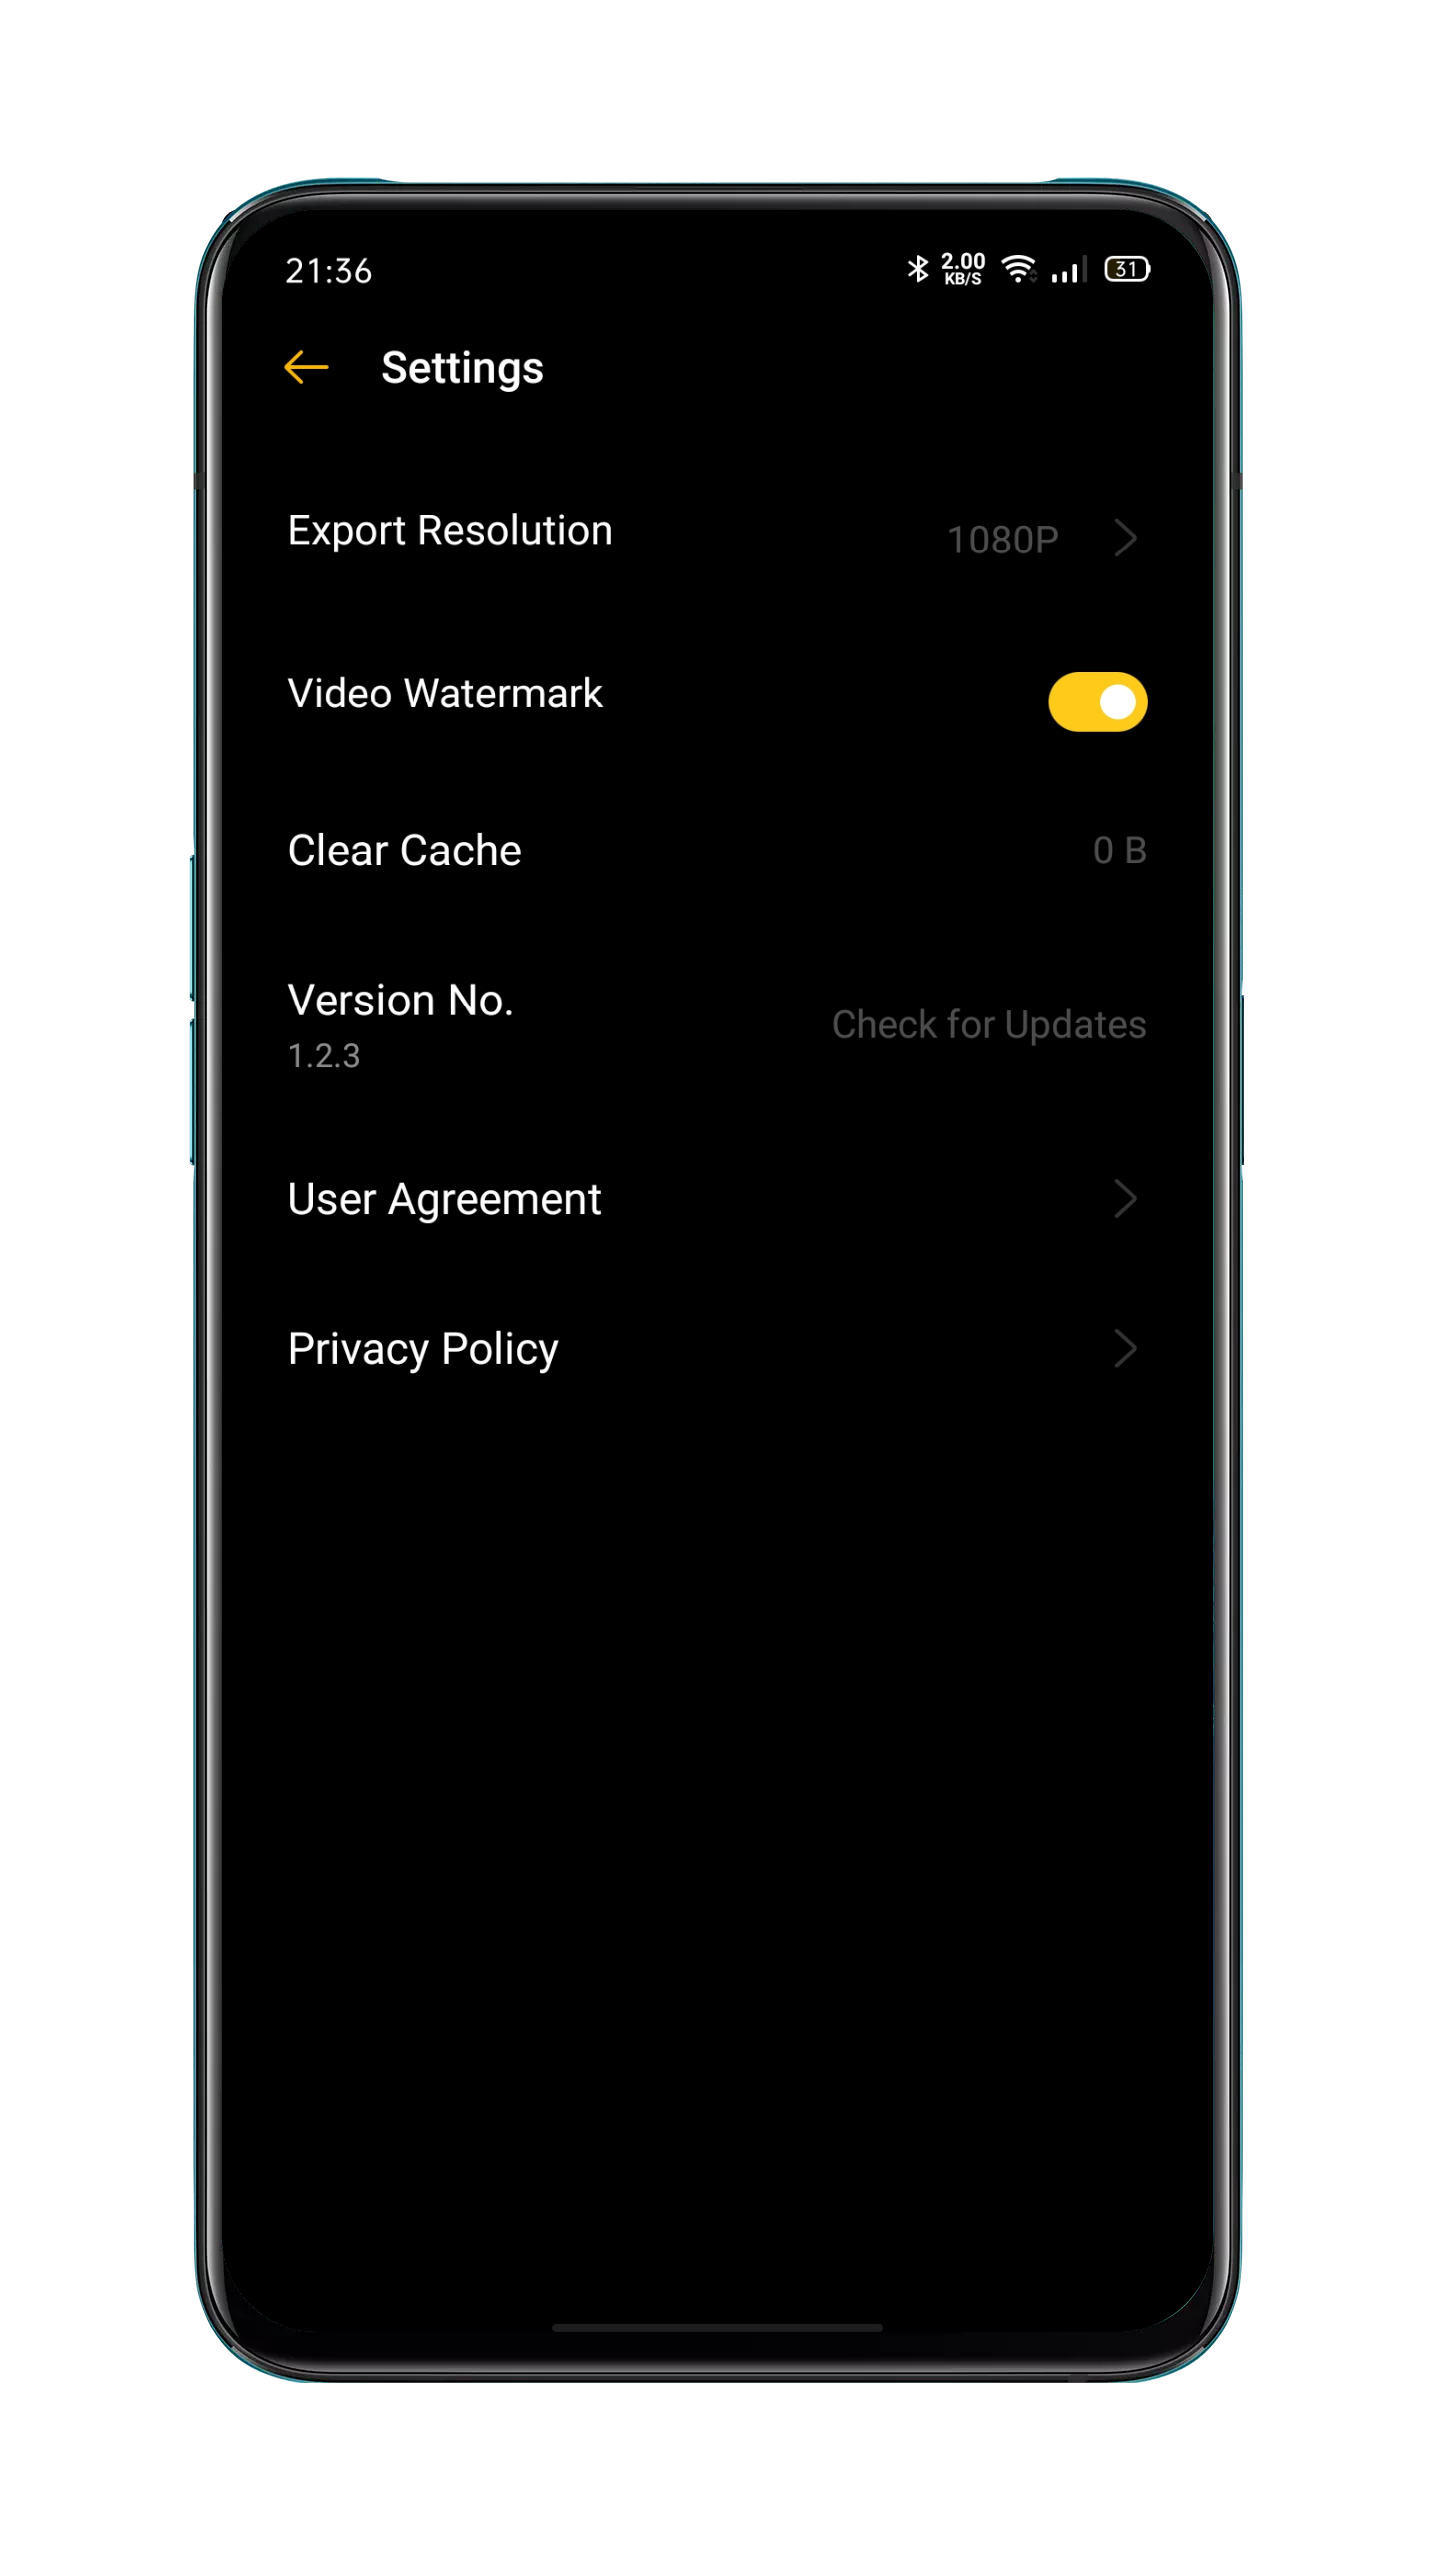 21:36 2.00 KB/S 31
Settings
Export Resolution 1080P
Video Watermark
Clear Cache 0 B
Version No.
1.2.3
Check for Updates
User Agreement
Privacy Policy